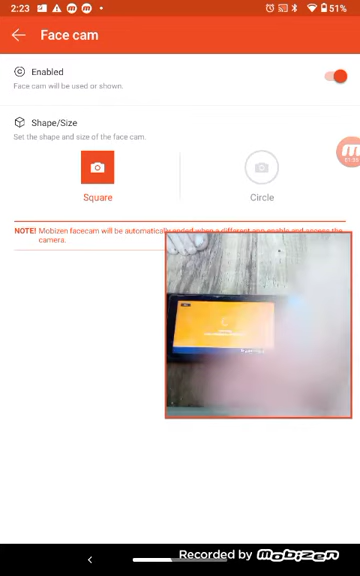 2:23
51%
Face cam
Enabled
Face cam will be used or shown.
Shape/Size
Set the shape and size of the face cam.
Square
Circle
NOTE! Mobizen facecam will be automatically ended when a different app enable and access the
camera.
Recorded by mobizen